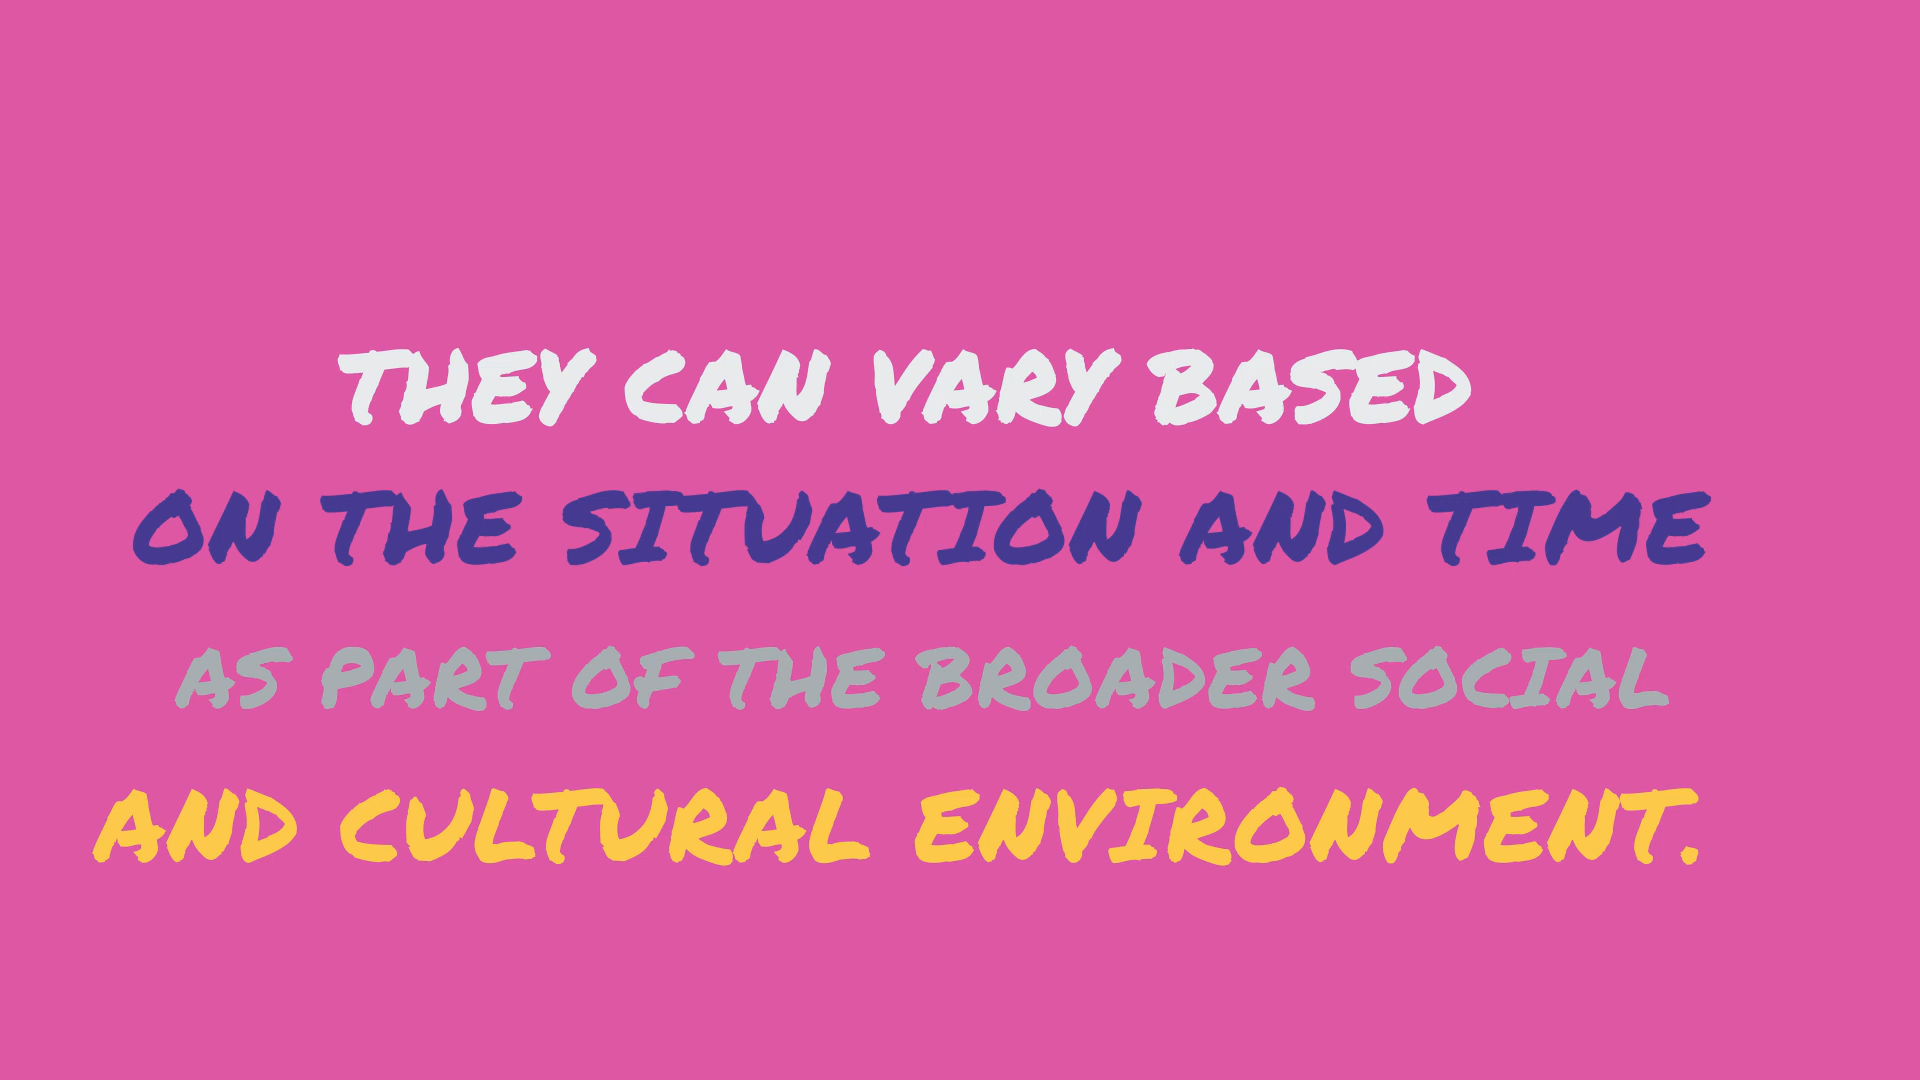 THEY CAN VARY BASED
ON THE SITUATION AND TIME
AS PART OF THE BROADER SOCIAL
AND CULTURAL ENVIRONMENT.